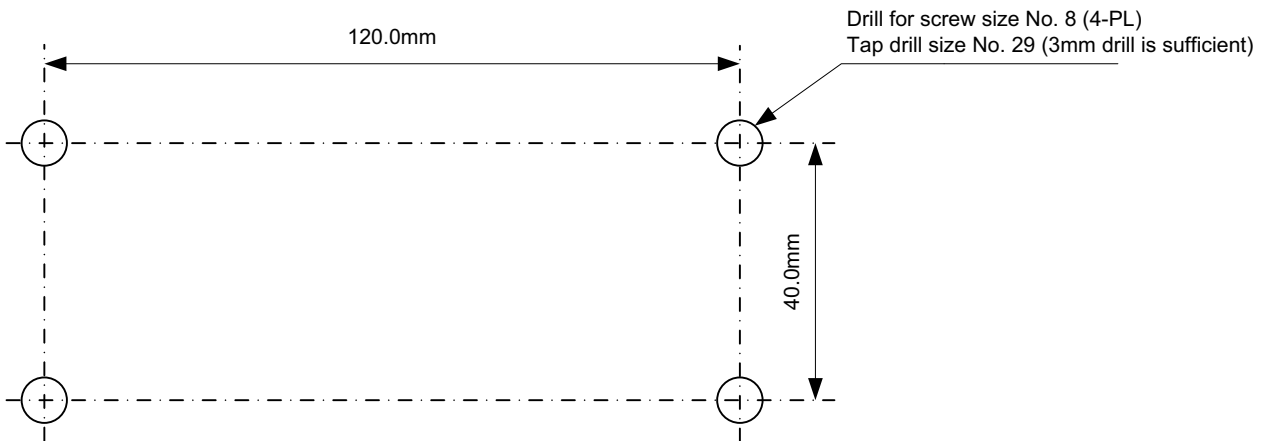 Drill for screw size No. 8 (4-PL)
Tap drill size No. 29 (3mm drill is sufficient)
120.0mm
40.0mm